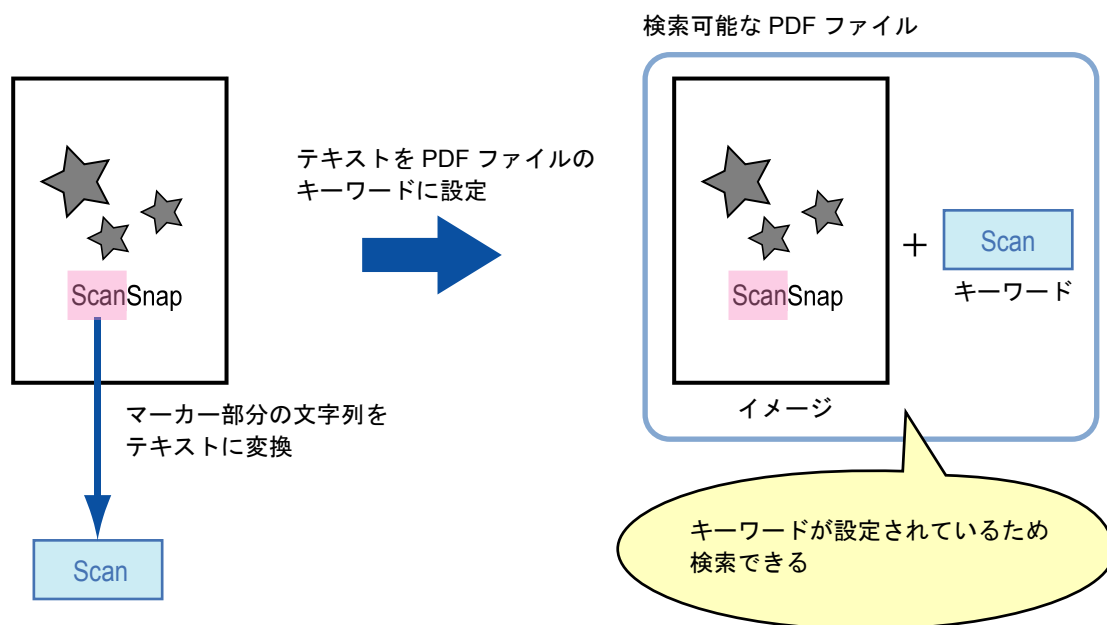 検索可能な PDF ファイル
テキストを PDF ファイルの
キーワードに設定
ScanSnap
マーカー部分の文字列を
テキストに変換
Scan
ScanSnap
イメージ
+
Scan
キーワード
キーワードが設定されているため
検索できる